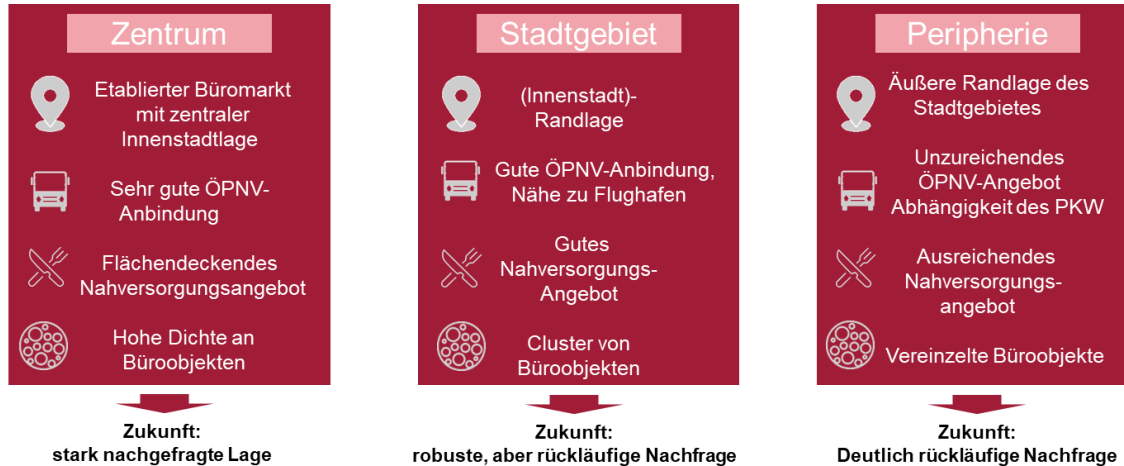 Zentrum
Etablierter Büromarkt
mit zentraler
Innenstadtlage
Sehr gute ÖPNV-
Anbindung
Flächendeckendes
Nahversorgungsangebot
Hohe Dichte an
Büroobjekten
Zukunft:
stark nachgefragte Lage
Stadtgebiet
(Innenstadt)-
Randlage
Gute ÖPNV-Anbindung,
Nähe zu Flughafen
Gutes
Nahversorgungs-
Angebot
Cluster von
Büroobjekten
Zukunft:
robuste, aber rückläufige Nachfrage
Peripherie
Äußere Randlage des
Stadtgebietes
Unzureichendes
ÖPNV-Angebot
Abhängigkeit des PKW
Ausreichendes
Nahversorgungs-
angebot
Vereinzelte Büroobjekte
Zukunft:
Deutlich rückläufige Nachfrage